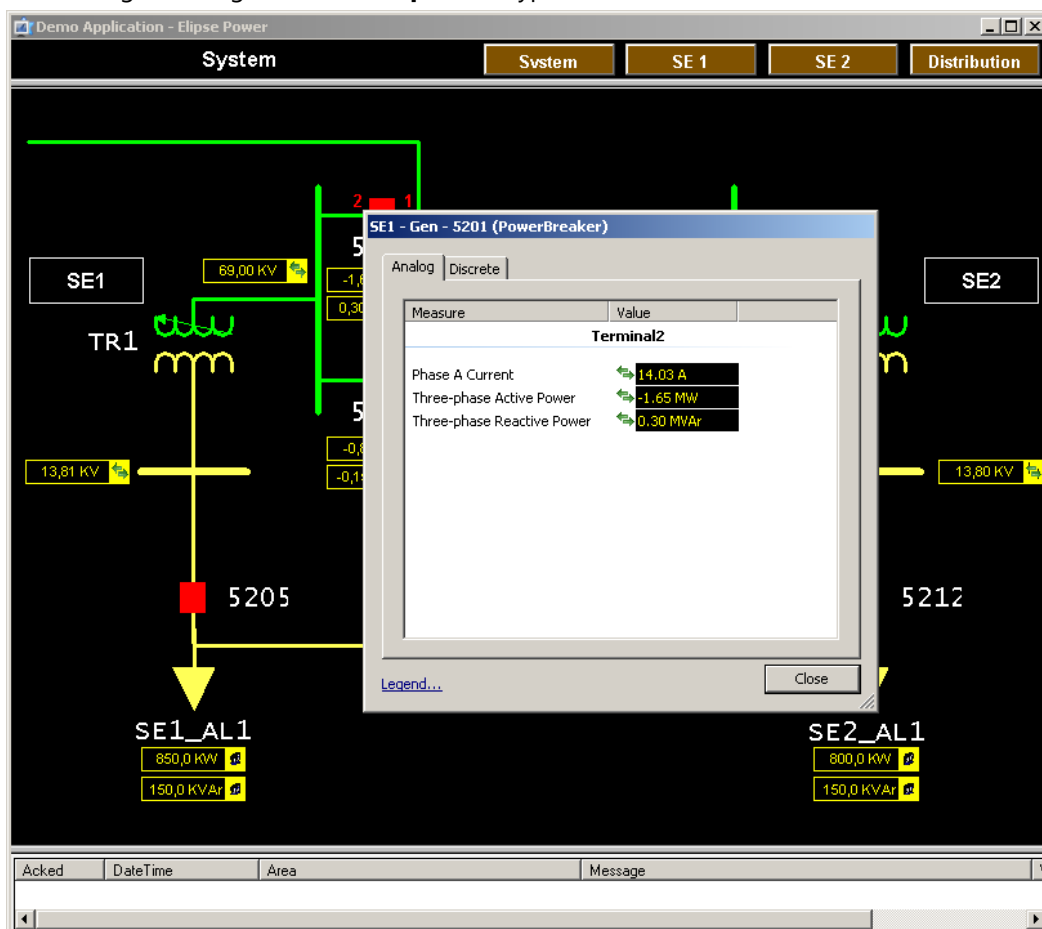 Demo Application - Elipse Power
System
System
SE 1
SE 2
Distribution
2 1
SE1 - Gen - 5201 (PowerBreaker)
Analog
Discrete
Measure
Value
Terminal2
Phase A Current
14.03 A
Three-phase Active Power
-1.65 MW
Three-phase Reactive Power
0.30 MVAr
Legend...
Close
SE1
69,00 KV
TR1
13,81 KV
5205
SE1_AL1
850,0 KW
150,0 KVAr
SE2
13,80 KV
5212
SE2_AL1
800,0 KW
150,0 KVAr
Acked
DateTime
Area
Message